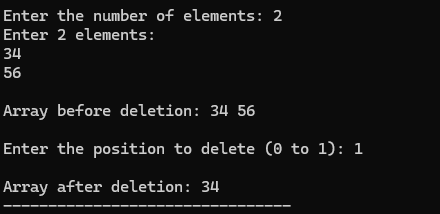 Enter the number of elements: 2
Enter 2 elements:
34
56
Array before deletion: 34 56
Enter the position to delete (0 to 1): 1
Array after deletion: 34
--------------------------------